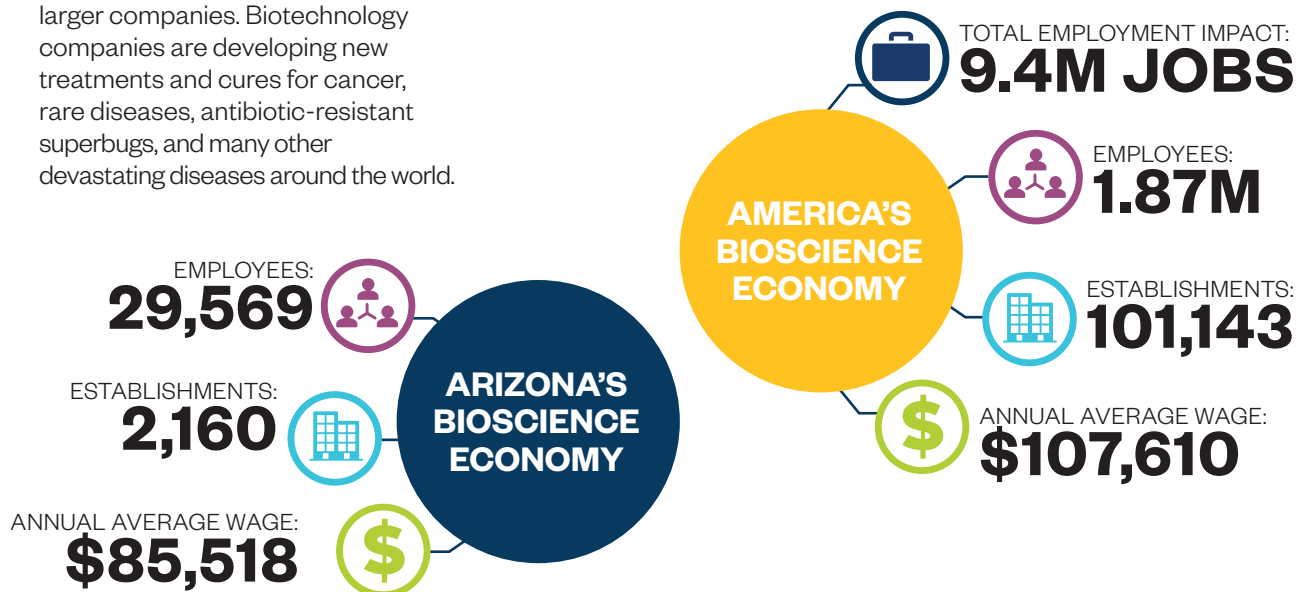 larger companies. Biotechnology
companies are developing new
treatments and cures for cancer,
rare diseases, antibiotic-resistant
superbugs, and many other
devastating diseases around the world.
TOTAL EMPLOYMENT IMPACT:
9.4M JOBS
EMPLOYEES:
1.87M
AMERICA'S
BIOSCIENCE
ECONOMY
ESTABLISHMENTS:
101,143
ANNUAL AVERAGE WAGE:
$107,610
EMPLOYEES:
29,569
ESTABLISHMENTS:
2,160
ARIZONA'S
BIOSCIENCE
ECONOMY
ANNUAL AVERAGE WAGE:
$85,518